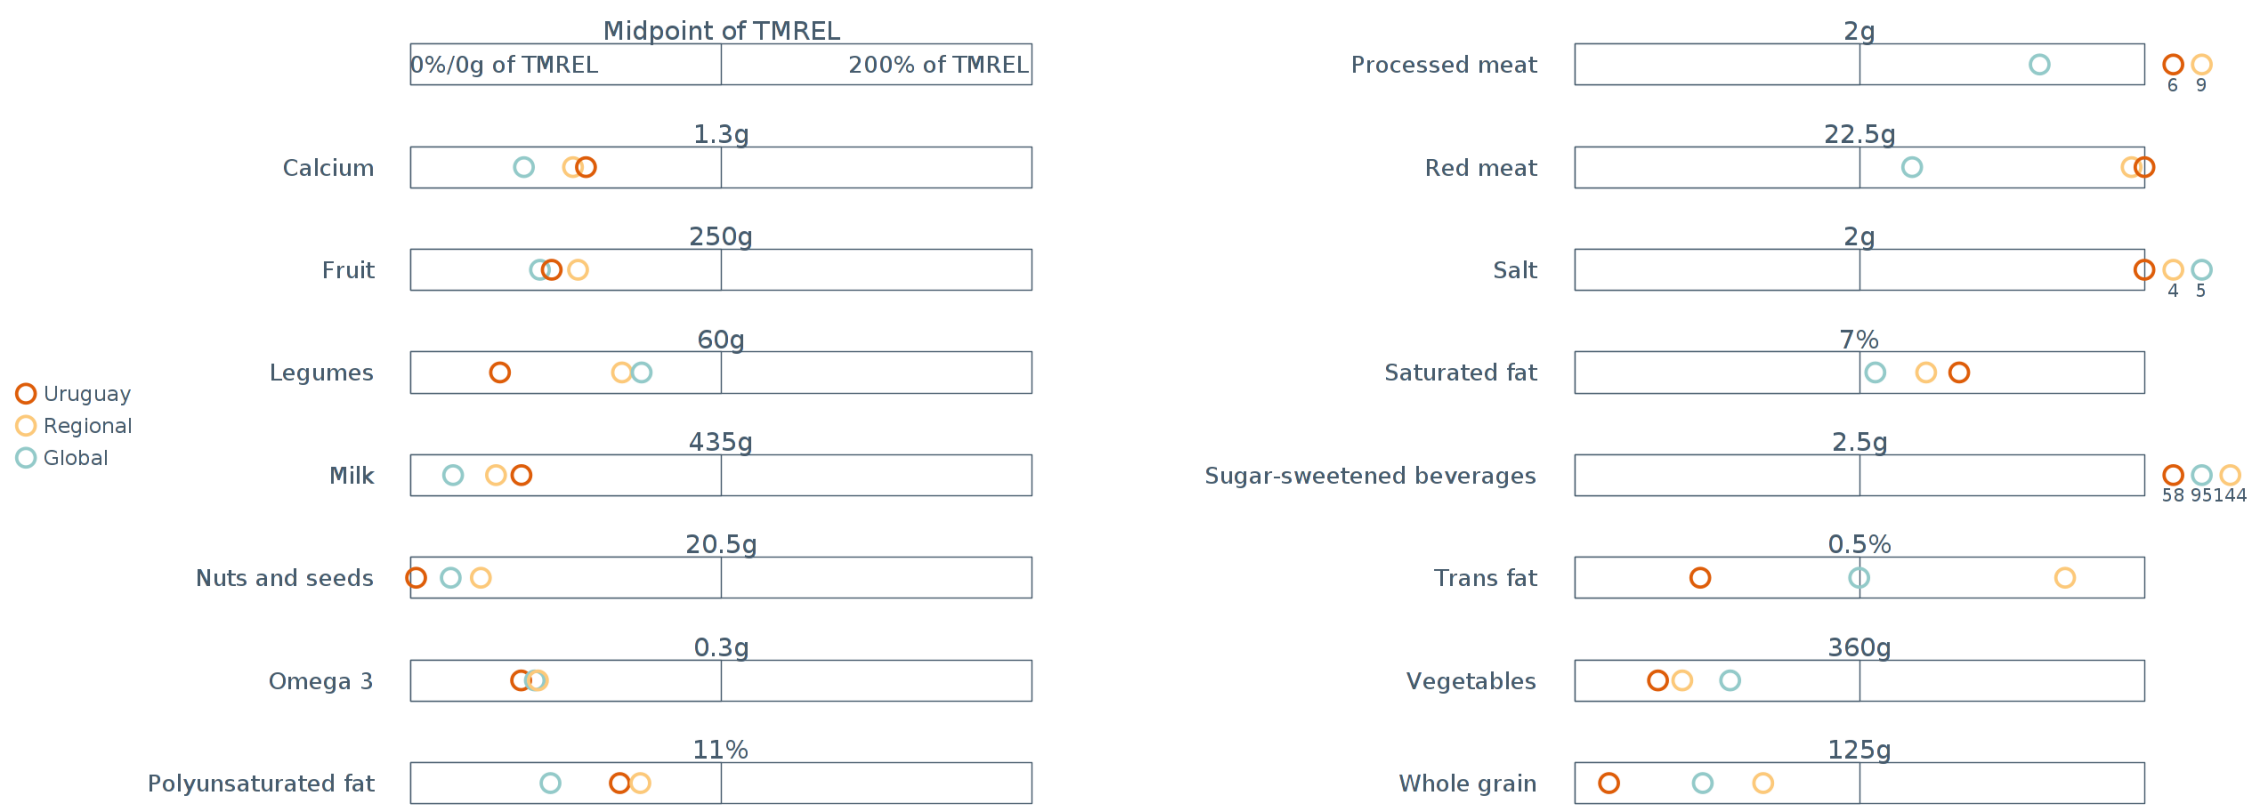 Midpoint of TMREL
0%/0g of TMREL 200% of TMREL
1.3g
Calcium
250g
Fruit
60g
Legumes
435g
Milk
20.5g
Nuts and seeds
0.3g
Omega 3
11%
Polyunsaturated fat
Uruguay
Regional
Global
2g
Processed meat
6 9
22.5g
Red meat
2g
Salt
4 5
7%
Saturated fat
2.5g
Sugar-sweetened beverages
58 95 144
0.5%
Trans fat
360g
Vegetables
125g
Whole grain